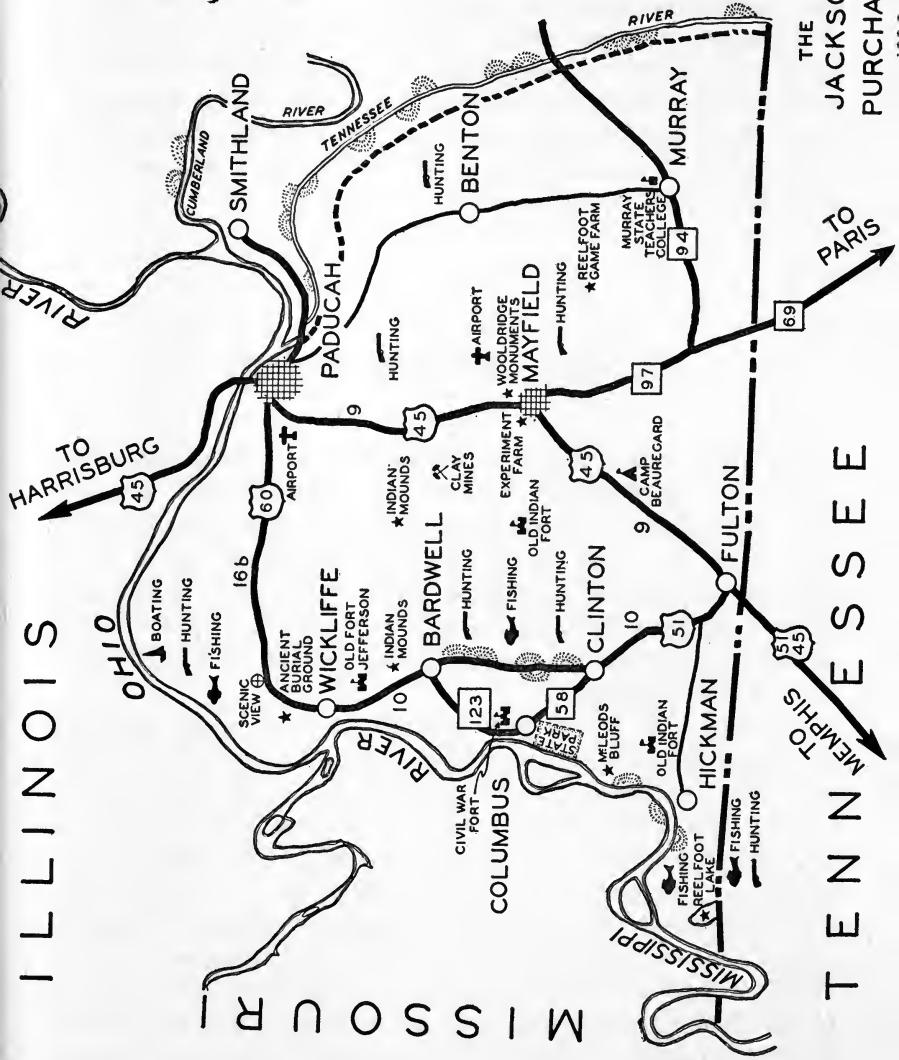 ILLINOIS
OHIO
RIVER
TO
HARRISBURG
45
CUMBERLAND
SMITHLAND
RIVER
TENNESSEE
RIVER
BOATING
HUNTING
FISHING
SCENIC
VIEW
16b
60
AIRPORT
PADUCAH
ANCIENT
BURIAL
GROUND
WICKLIFFE
OLD FORT
JEFFERSON
INDIAN
MOUNDS
10
BARDWELL
INDIAN
MOUNDS
9
45
HUNTING
HUNTING
BENTON
CLAY
MINES
AIRPORT
WOOLDRIDGE
MONUMENTS
MAYFIELD
EXPERIMENT
FARM
HUNTING
REELFOOT
GAME FARM
MURRAY
STATE
TEACHERS
COLLEGE
MURRAY
94
97
69
TO
PARIS
HUNTING
FISHING
OLD INDIAN
FORT
HUNTING
CLINTON
123
58
RIVER
CIVIL WAR
FORT
COLUMBUS
STATE
PARK
McLEODS
BLUFF
OLD INDIAN
FORT
HICKMAN
10
51
45
9
CAMP
BEAUREGARD
FULTON
51
45
TO
MEMPHIS
FISHING
REELFOOT
LAKE
FISHING
HUNTING
MISSISSIPPI
MISSOURI
TENNESSEE
THE
JACKSO
PURCHA